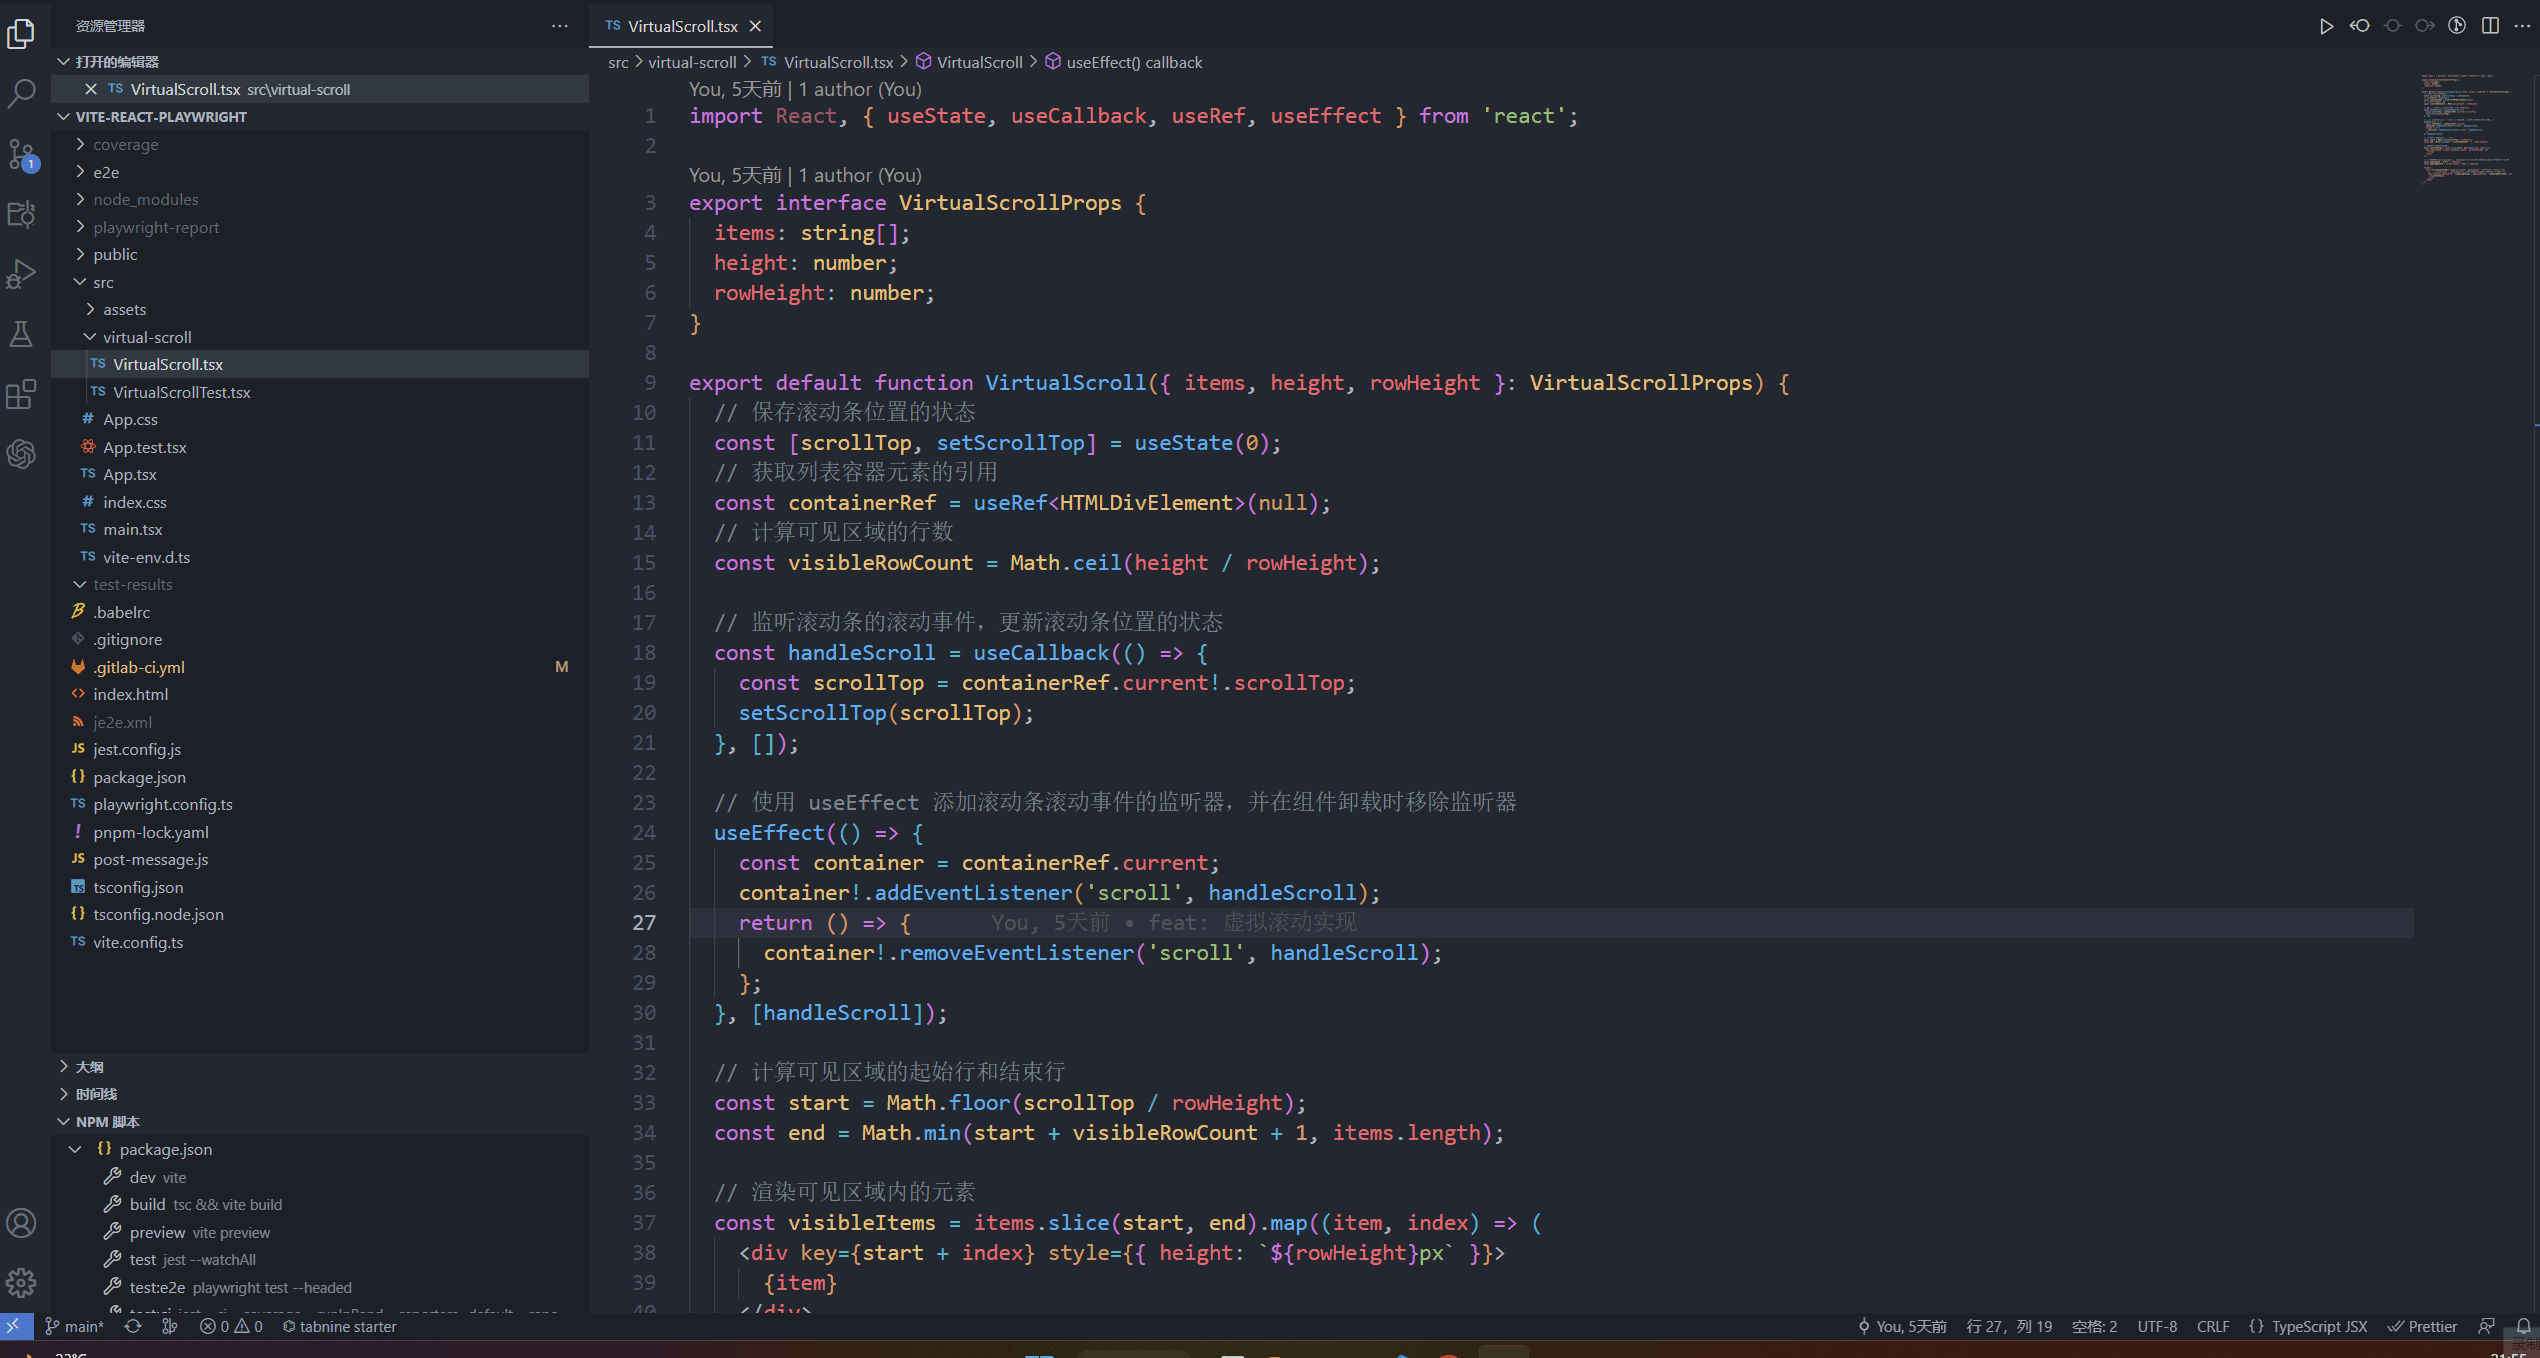 资源管理器
打开的编辑器
TS VirtualScroll.tsx src\virtual-scroll
VITE-REACT-PLAYWRIGHT
coverage
e2e
node_modules
playwright-report
public
src
assets
virtual-scroll
TS VirtualScroll.tsx
TS VirtualScrollTest.tsx
# App.css
App.test.tsx
TS App.tsx
# index.css
TS main.tsx
TS vite-env.d.ts
test-results
.babelrc
.gitignore
.gitlab-ci.yml M
index.html
je2e.xml
JS jest.config.js
{} package.json
TS playwright.config.ts
! pnpm-lock.yaml
JS post-message.js
TS tsconfig.json
{} tsconfig.node.json
TS vite.config.ts
大纲
时间线
NPM 脚本
{} package.json
dev vite
build tsc && vite build
preview vite preview
test jest --watchAll
test:e2e playwright test --headed
TS VirtualScroll.tsx
src > virtual-scroll > TS VirtualScroll.tsx > VirtualScroll > useEffect() callback
You, 5天前 | 1 author (You)
1 import React, { useState, useCallback, useRef, useEffect } from 'react';
2
You, 5天前 | 1 author (You)
3 export interface VirtualScrollProps {
4 items: string[];
5 height: number;
6 rowHeight: number;
7 }
8
9 export default function VirtualScroll({ items, height, rowHeight }: VirtualScrollProps) {
10 // 保存滚动条位置的状态
11 const [scrollTop, setScrollTop] = useState(0);
12 // 获取列表容器元素的引用
13 const containerRef = useRef<HTMLDivElement>(null);
14 // 计算可见区域的行数
15 const visibleRowCount = Math.ceil(height / rowHeight);
16
17 // 监听滚动条的滚动事件，更新滚动条位置的状态
18 const handleScroll = useCallback(() => {
19 const scrollTop = containerRef.current!.scrollTop;
20 setScrollTop(scrollTop);
21 }, []);
22
23 // 使用 useEffect 添加滚动条滚动事件的监听器，并在组件卸载时移除监听器
24 useEffect(() => {
25 const container = containerRef.current;
26 container!.addEventListener('scroll', handleScroll);
27 return () => { You, 5天前 • feat: 虚拟滚动实现
28 container!.removeEventListener('scroll', handleScroll);
29 };
30 }, [handleScroll]);
31
32 // 计算可见区域的起始行和结束行
33 const start = Math.floor(scrollTop / rowHeight);
34 const end = Math.min(start + visibleRowCount + 1, items.length);
35
36 // 渲染可见区域内的元素
37 const visibleItems = items.slice(start, end).map((item, index) => (
38 <div key={start + index} style={{ height: `${rowHeight}px` }}>
39 {item}
40 </div>
1
main* 0 0 tabnine starter
You, 5天前 行 27，列 19 空格: 2 UTF-8 CRLF {} TypeScript JSX Prettier